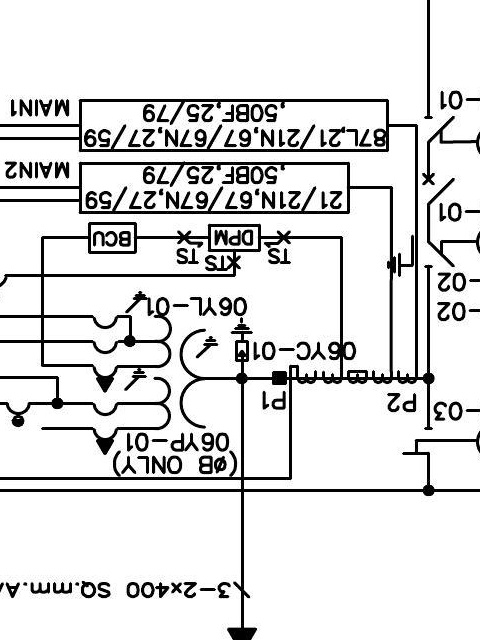 3-2x400 SQ.mm.A
(ØB ONLY)
06YP-01
-03
P2
P1
06YC-01
06YL-01
-02
-02
TS
TS
TS
DPM
BCU
-01
21/21N,67/67N,27/59
,50BF,25/79
MAIN2
87L,21/21N,67/67N,27/59
,50BF,25/79
MAIN1
-01